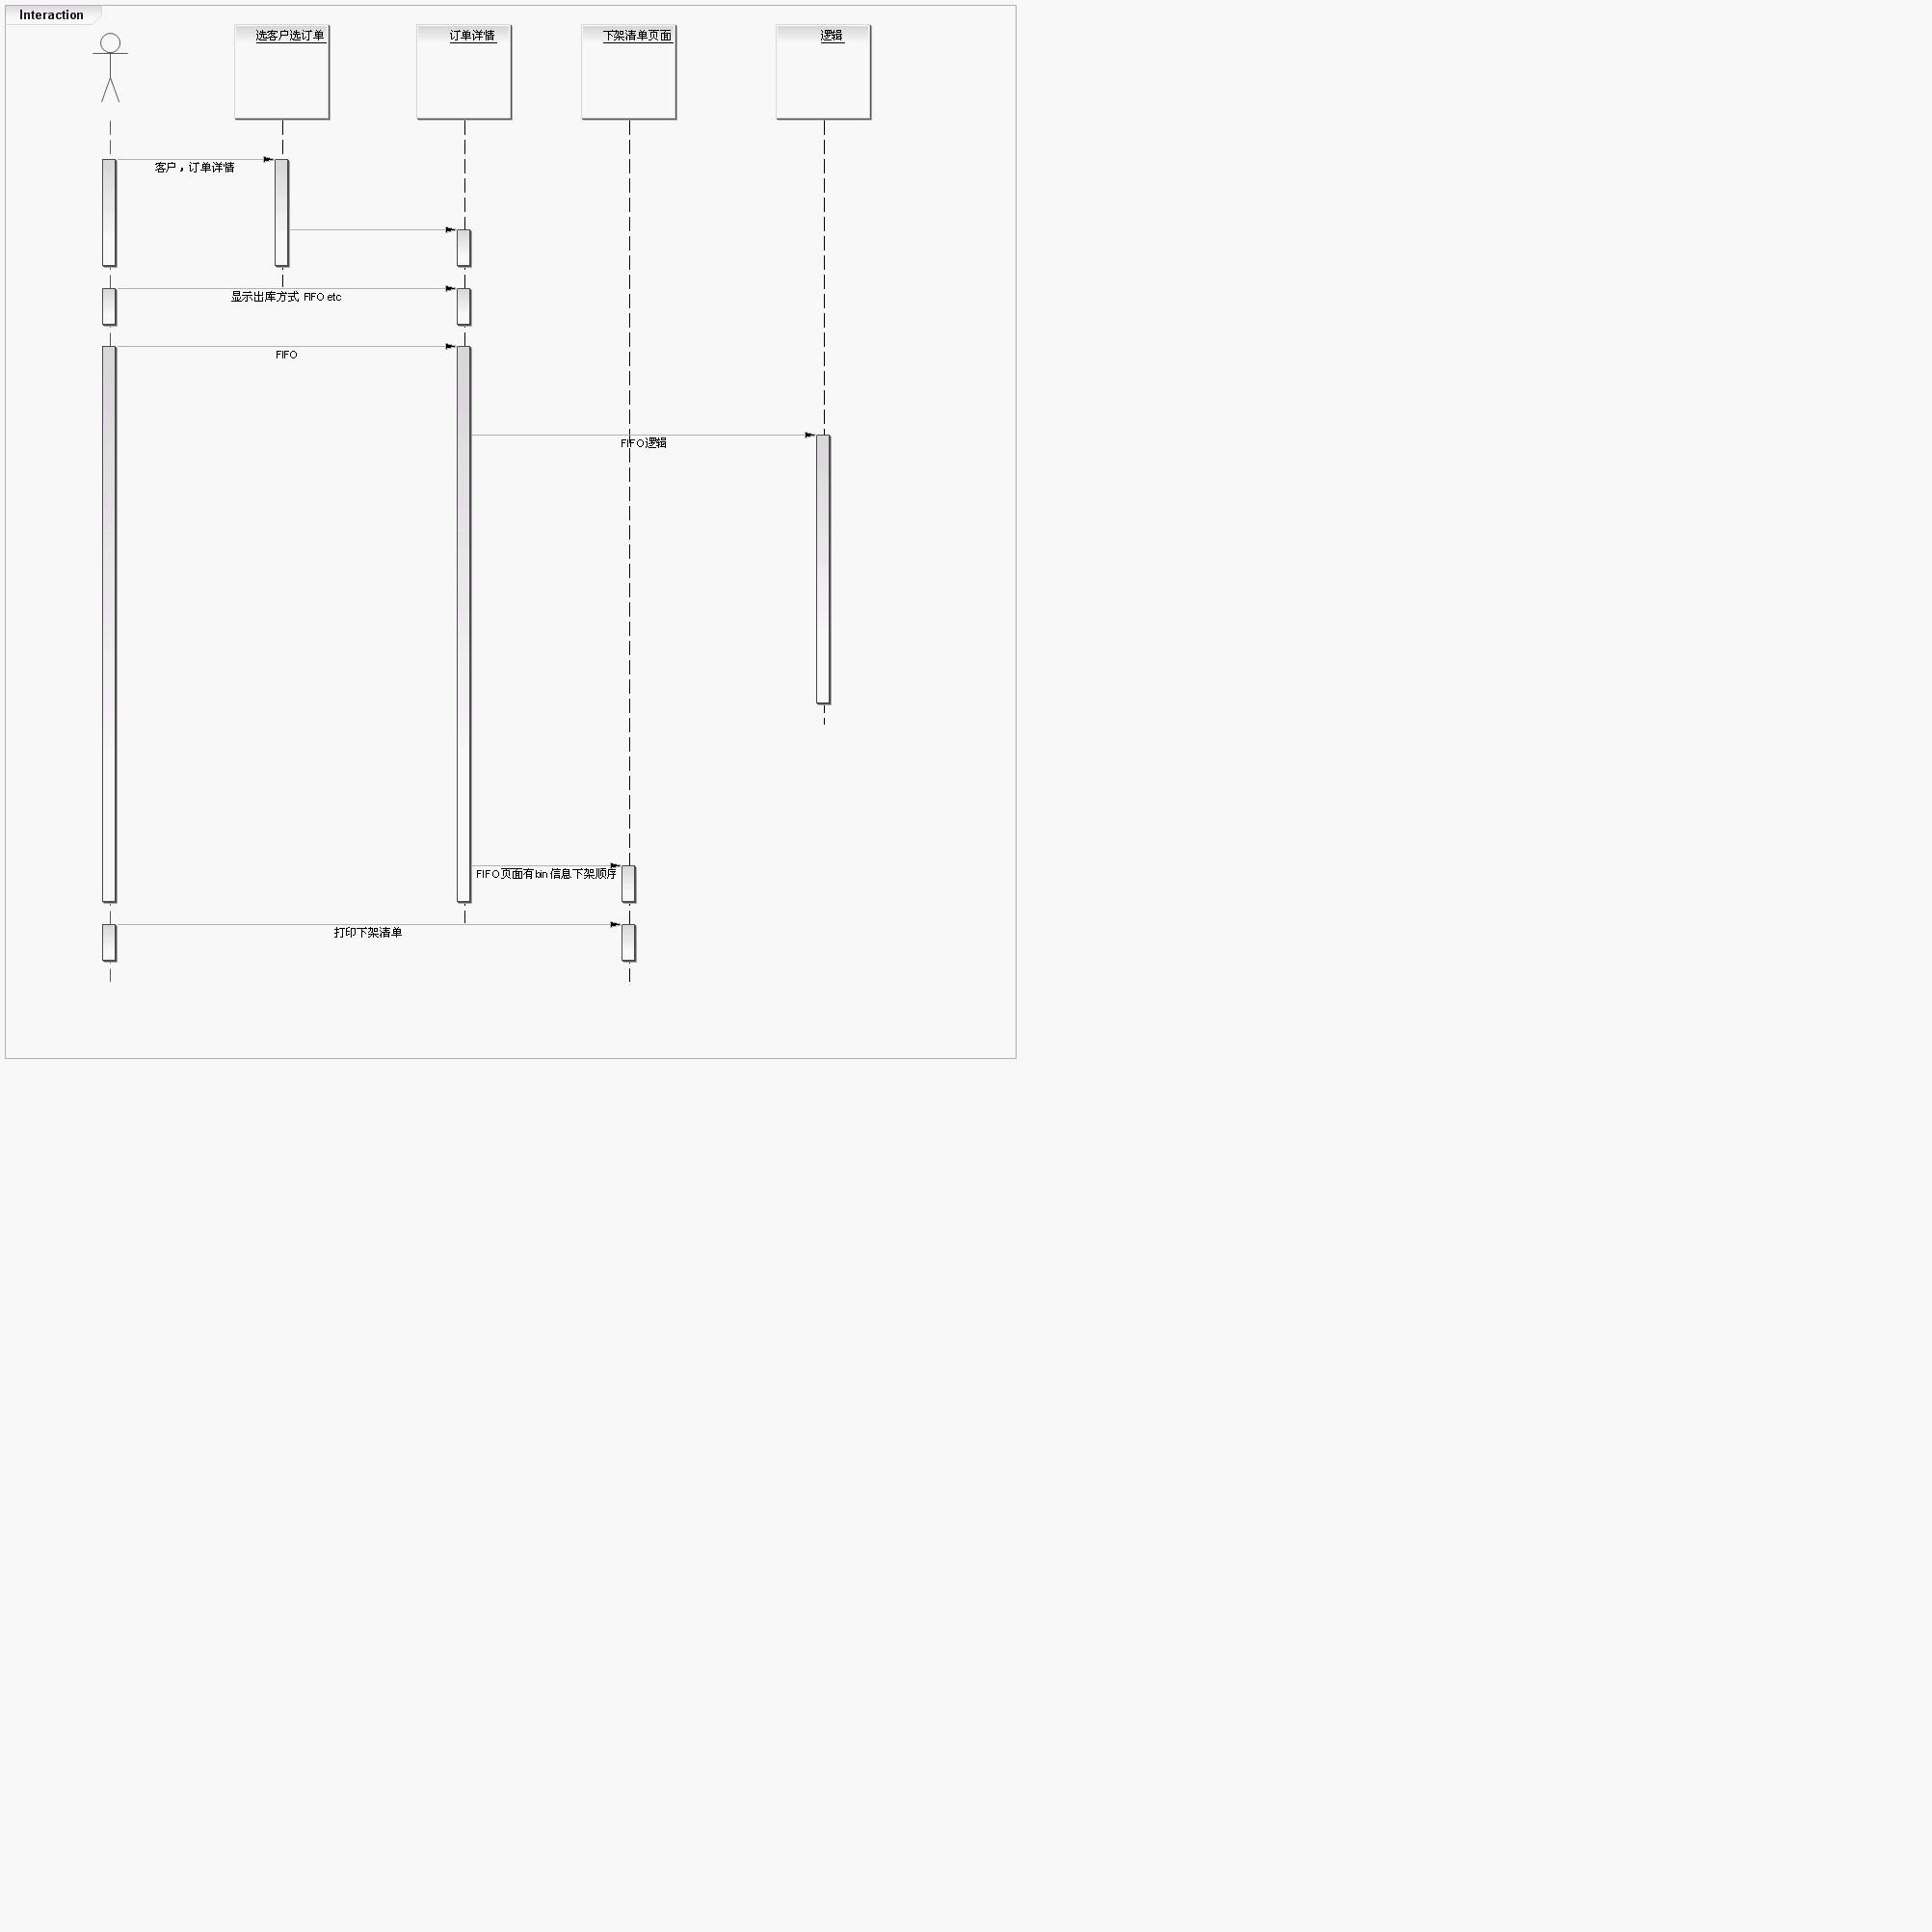 Interaction
选客户选订单
订单详情
下架清单页面
逻辑
客户，订单详情
显示出库方式 FIFO etc
FIFO
FIFO逻辑
FIFO页面有bin信息下架顺序
打印下架清单